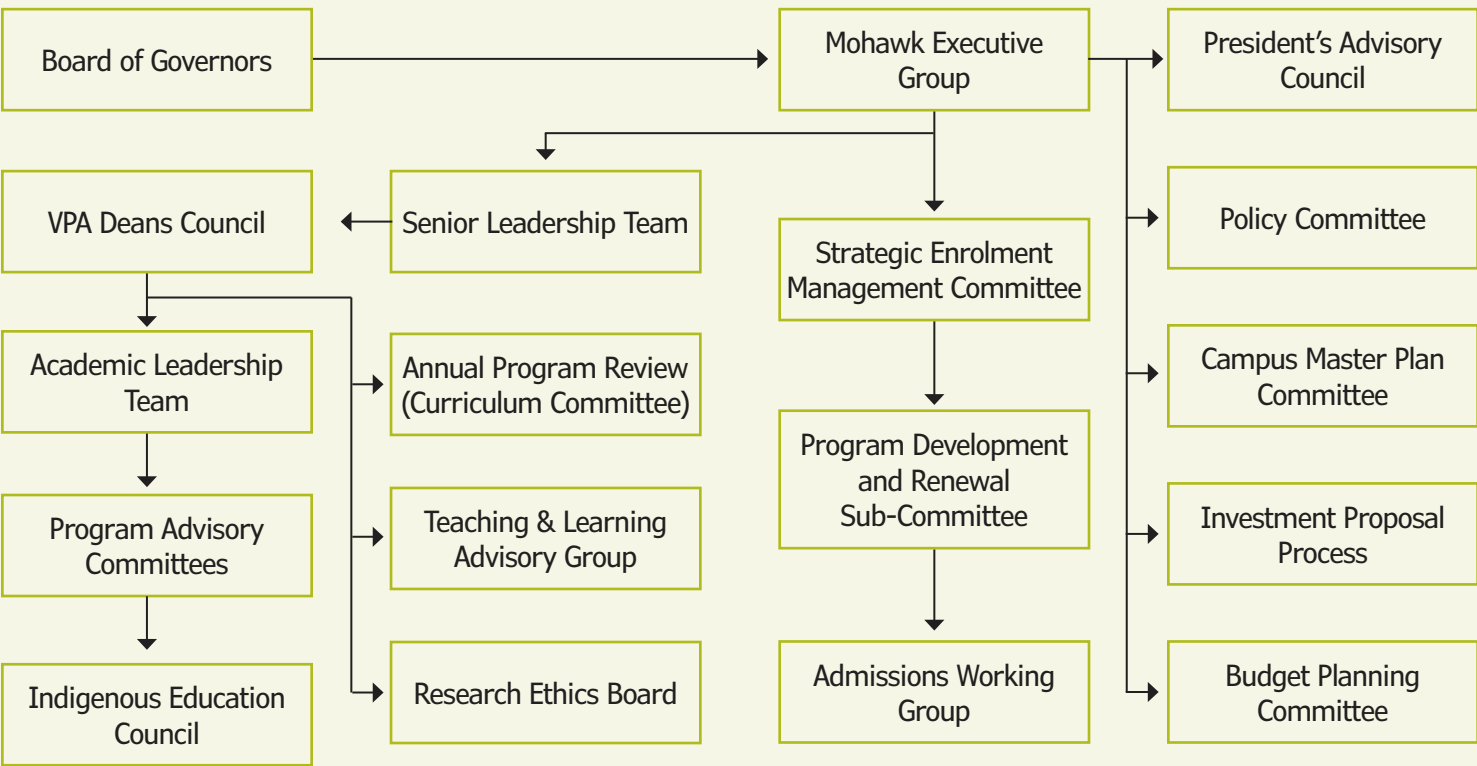 Board of Governors
Mohawk Executive
Group
President’s Advisory
Council
VPA Deans Council
Senior Leadership Team
Strategic Enrolment
Management Committee
Policy Committee
Academic Leadership
Team
Annual Program Review
(Curriculum Committee)
Program Development
and Renewal
Sub-Committee
Campus Master Plan
Committee
Program Advisory
Committees
Teaching & Learning
Advisory Group
Investment Proposal
Process
Indigenous Education
Council
Research Ethics Board
Admissions Working
Group
Budget Planning
Committee